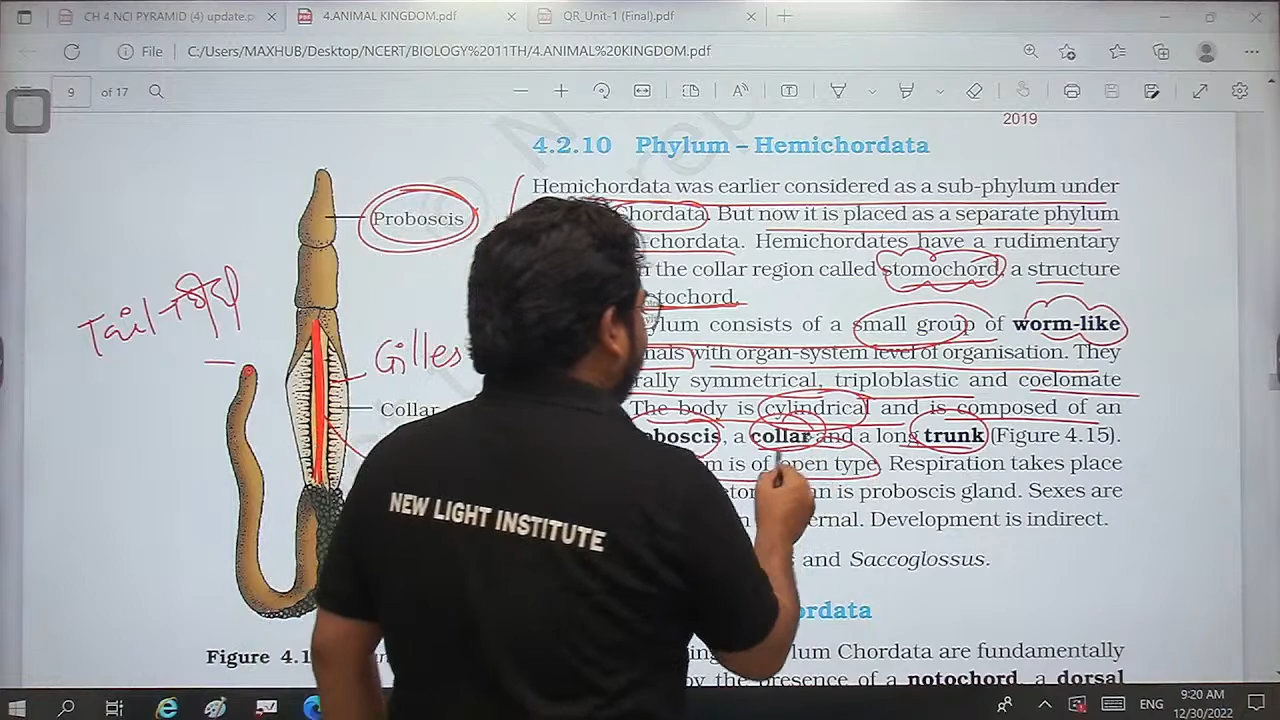 CH 4 NCI PYRAMID (4) update.p
4.ANIMAL KINGDOM.pdf
QR_Unit-1 (Final).pdf
File
C:/Users/MAXHUB/Desktop/NCERT/BIOLOGY%2011TH/4.ANIMAL%20KINGDOM.pdf
9 of 17
2019
4.2.10 Phylum – Hemichordata
Hemichordata was earlier considered as a sub-phylum under
Chordata. But now it is placed as a separate phylum
-chordata. Hemichordates have a rudimentary
the collar region called stomochord, a structure
tochord.
ylum consists of a small group of worm-like
mals with organ-system level of organisation. They
rally symmetrical, triploblastic and coelomate
The body is cylindrical and is composed of an
oboscis, a collar and a long trunk (Figure 4.15).
m is of open type. Respiration takes place
an is proboscis gland. Sexes are
ernal. Development is indirect.
and Saccoglossus.
ordata
lum Chordata are fundamentally
by the presence of a notochord, a dorsal
Proboscis
Tail
Gilles
Collar
Figure 4.1
NEW LIGHT INSTITUTE
ENG
9:20 AM
12/30/2022